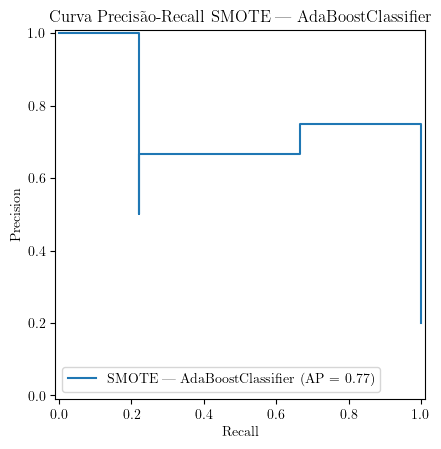 Curva Precisão-Recall SMOTE — AdaBoostClassifier
1.0
0.8
0.6
0.4
0.2
0.0
Precision
SMOTE — AdaBoostClassifier (AP = 0.77)
0.0 0.2 0.4 0.6 0.8 1.0
Recall